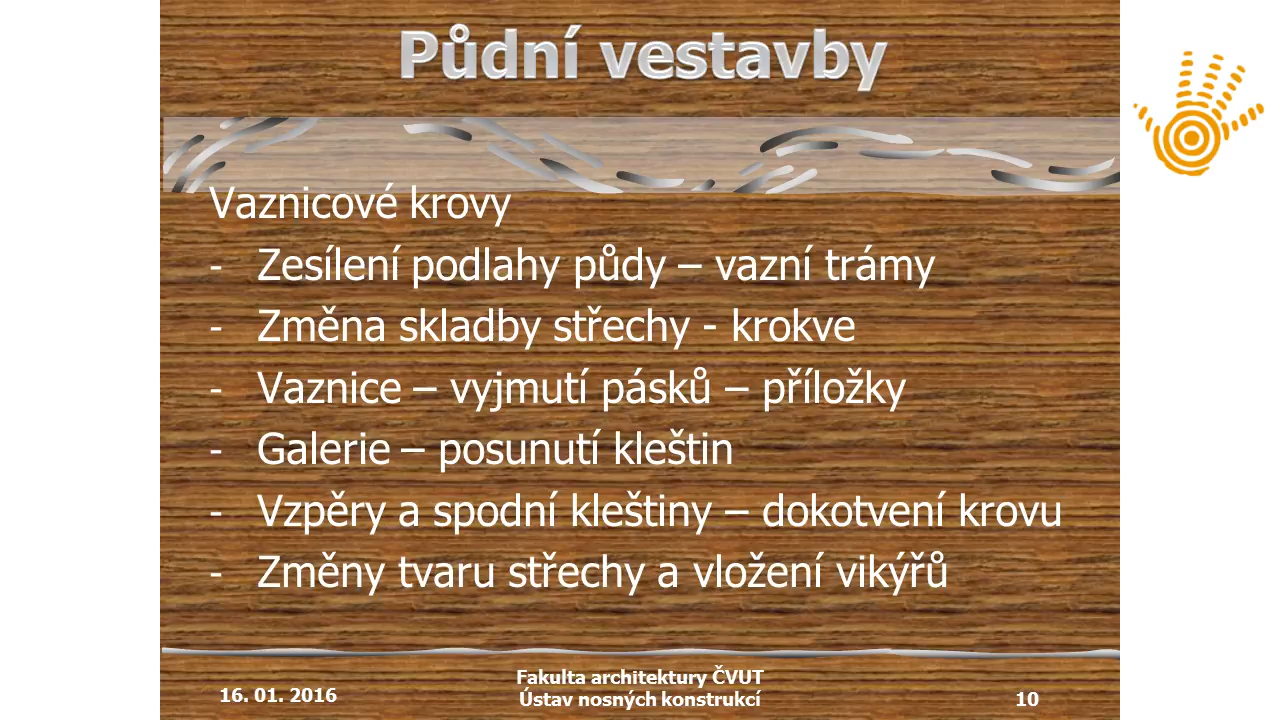 Půdní vestavby
Vaznicové krovy
- Zesílení podlahy půdy – vazní trámy
- Změna skladby střechy - krokve
- Vaznice – vyjmutí pásků – příložky
- Galerie – posunutí kleštin
- Vzpěry a spodní kleštiny – dokotvení krovu
- Změny tvaru střechy a vložení vikýřů
16. 01. 2016
Fakulta architektury ČVUT
Ústav nosných konstrukcí
10